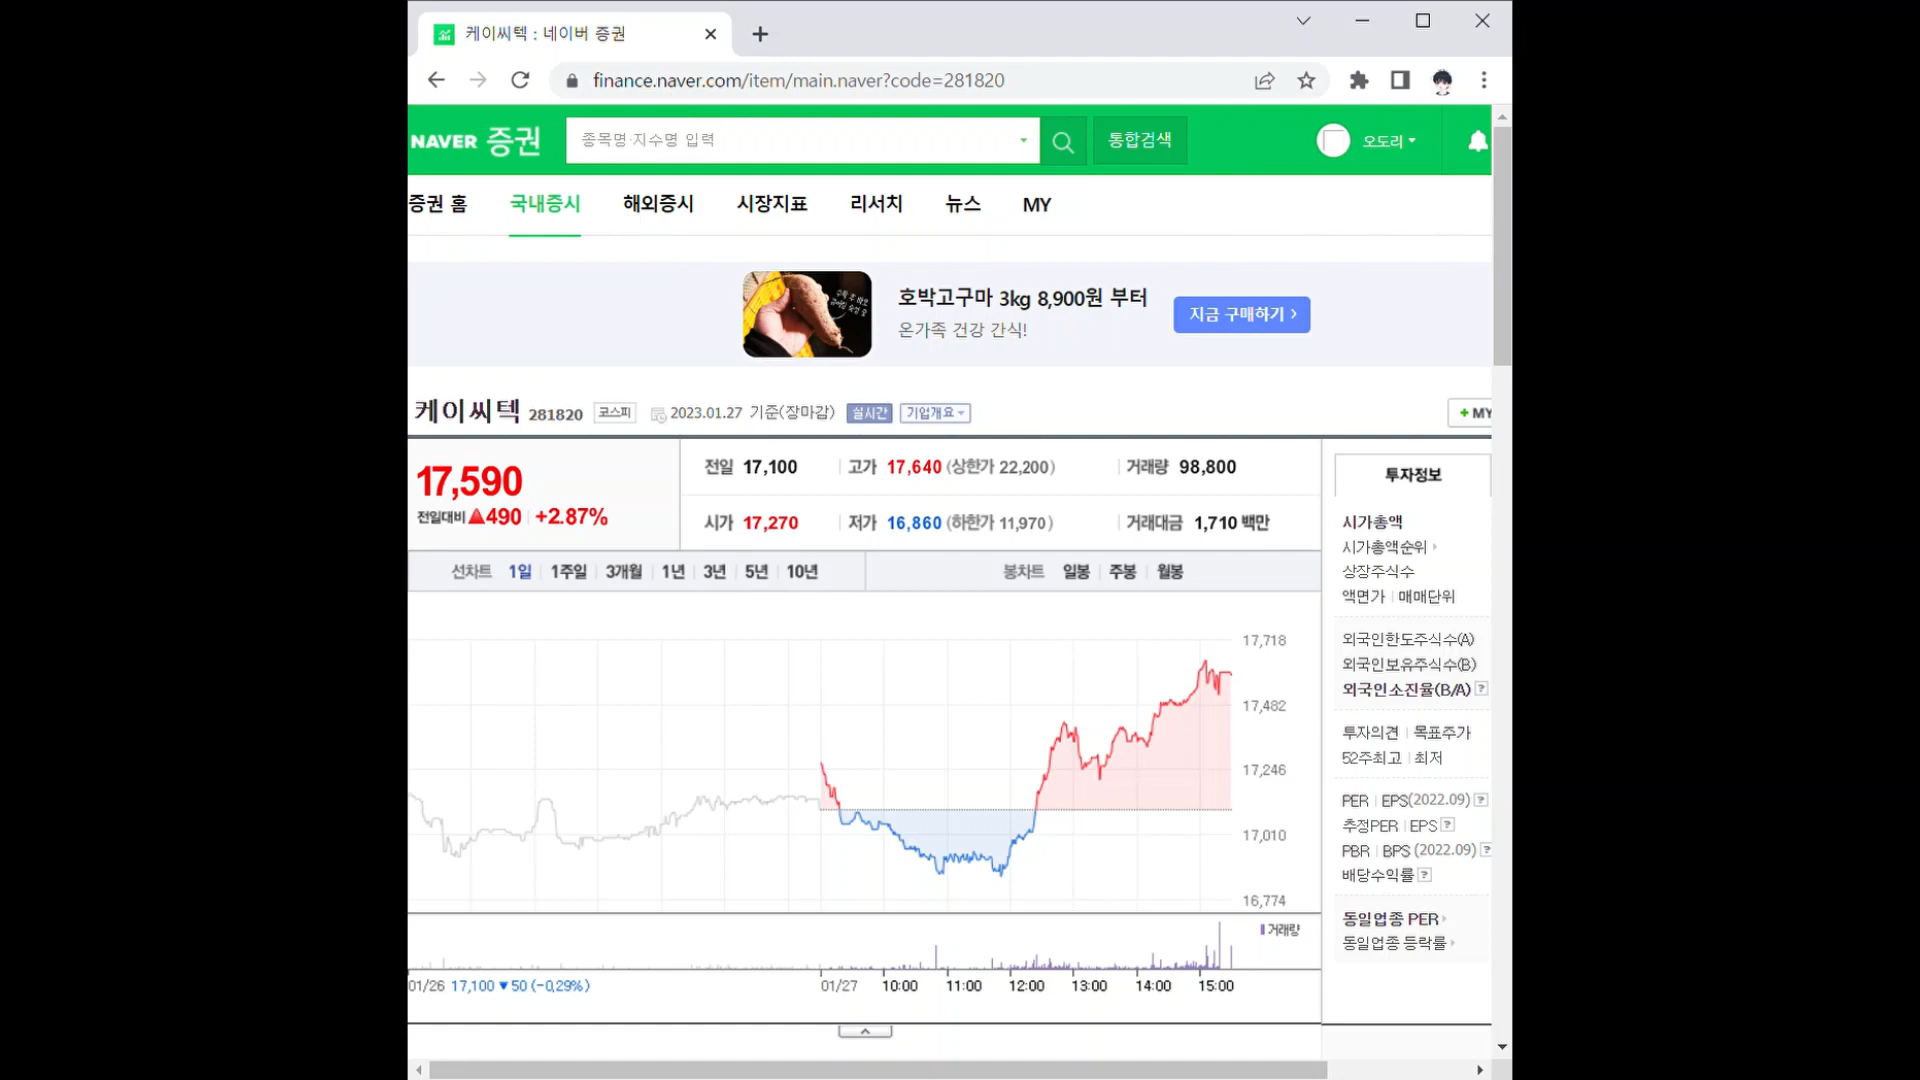 케이씨텍 : 네이버 증권
finance.naver.com/item/main.naver?code=281820
NAVER 증권
종목명·지수명 입력
통합검색
오도리
증권 홈 국내증시 해외증시 시장지표 리서치 뉴스 MY
호박고구마 3kg 8,900원 부터
온가족 건강 간식!
지금 구매하기 ›
케이씨텍 281820 코스피 2023.01.27 기준(장마감) 실시간 기업개요
+ MY
17,590
전일대비 ▲490 +2.87%
전일 17,100 고가 17,640 (상한가 22,200) 거래량 98,800
시가 17,270 저가 16,860 (하한가 11,970) 거래대금 1,710 백만
선차트 1일 1주일 3개월 1년 3년 5년 10년 봉차트 일봉 주봉 월봉
17,718
17,482
17,246
17,010
16,774
거래량
01/26 17,100 ▼50 (-0,29%) 01/27 10:00 11:00 12:00 13:00 14:00 15:00
투자정보
시가총액
시가총액순위
상장주식수
액면가 | 매매단위
외국인한도주식수(A)
외국인보유주식수(B)
외국인소진율(B/A) ?
투자의견 | 목표주가
52주최고 | 최저
PER | EPS(2022.09) ?
추정PER | EPS ?
PBR | BPS (2022.09) ?
배당수익률 ?
동일업종 PER
동일업종 등락률